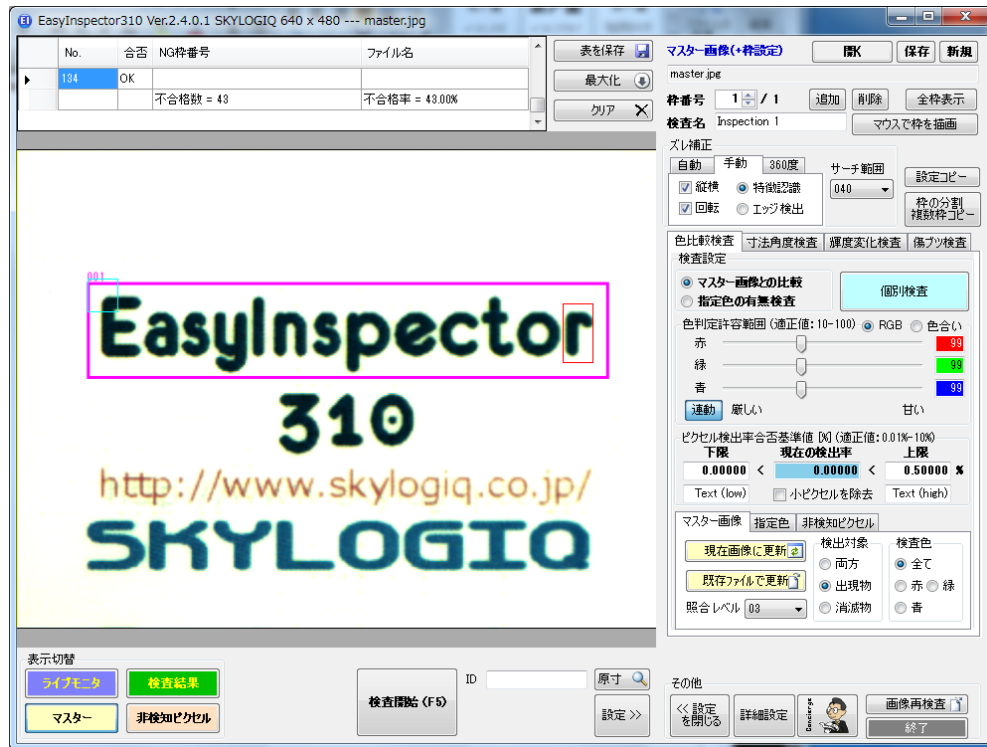 EasyInspector310 Ver.2.4.0.1 SKYLOGIQ 640 x 480 --- master.jpg
No. 合否 NG枠番号 ファイル名
134 OK
不合格数 = 43 不合格率 = 43.00%
表を保存
最大化
クリア
マスター画像(+枠設定) 開く 保存 新規
master.jpg
枠番号 1 / 1 追加 削除 全枠表示
検査名 Inspection 1 マウスで枠を描画
ズレ補正
自動 手動 360度 サーチ範囲
縦横 特徴認識 040 設定コピー
回転 エッジ検出 枠の分割
複数枠コピー
色比較検査 寸法角度検査 輝度変化検査 傷ブツ検査
検査設定
マスター画像との比較 個別検査
指定色の有無検査
色判定許容範囲 (適正値:10-100) RGB 色合い
赤 99
緑 99
青 99
連動 厳しい 甘い
ピクセル検出率合否基準値 [%] (適正値:0.01%-10%)
下限 現在の検出率 上限
0.00000 < 0.00000 < 0.50000 %
Text (low) 小ピクセルを除去 Text (high)
マスター画像 指定色 非検知ピクセル
現在画像に更新 検出対象 検査色
両方 全て
既存ファイルで更新 出現物 赤 緑
照合レベル 03 消滅物 青
001
EasyInspector
310
http://www.skylogiq.co.jp/
SKYLOGIQ
表示切替
ライブモニタ 検査結果
マスター 非検知ピクセル
検査開始 (F5)
ID 原寸
設定 >>
その他
<< 設定
を閉じる
詳細設定
Concierge
画像再検査
終了